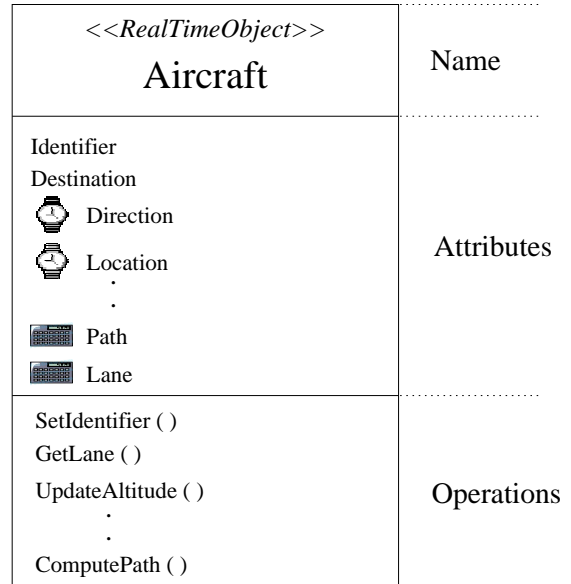 <<RealTimeObject>>
Aircraft
Name
Identifier
Destination
Direction
Location
.
.
Path
Lane
Attributes
SetIdentifier ( )
GetLane ( )
UpdateAltitude ( )
.
.
ComputePath ( )
Operations